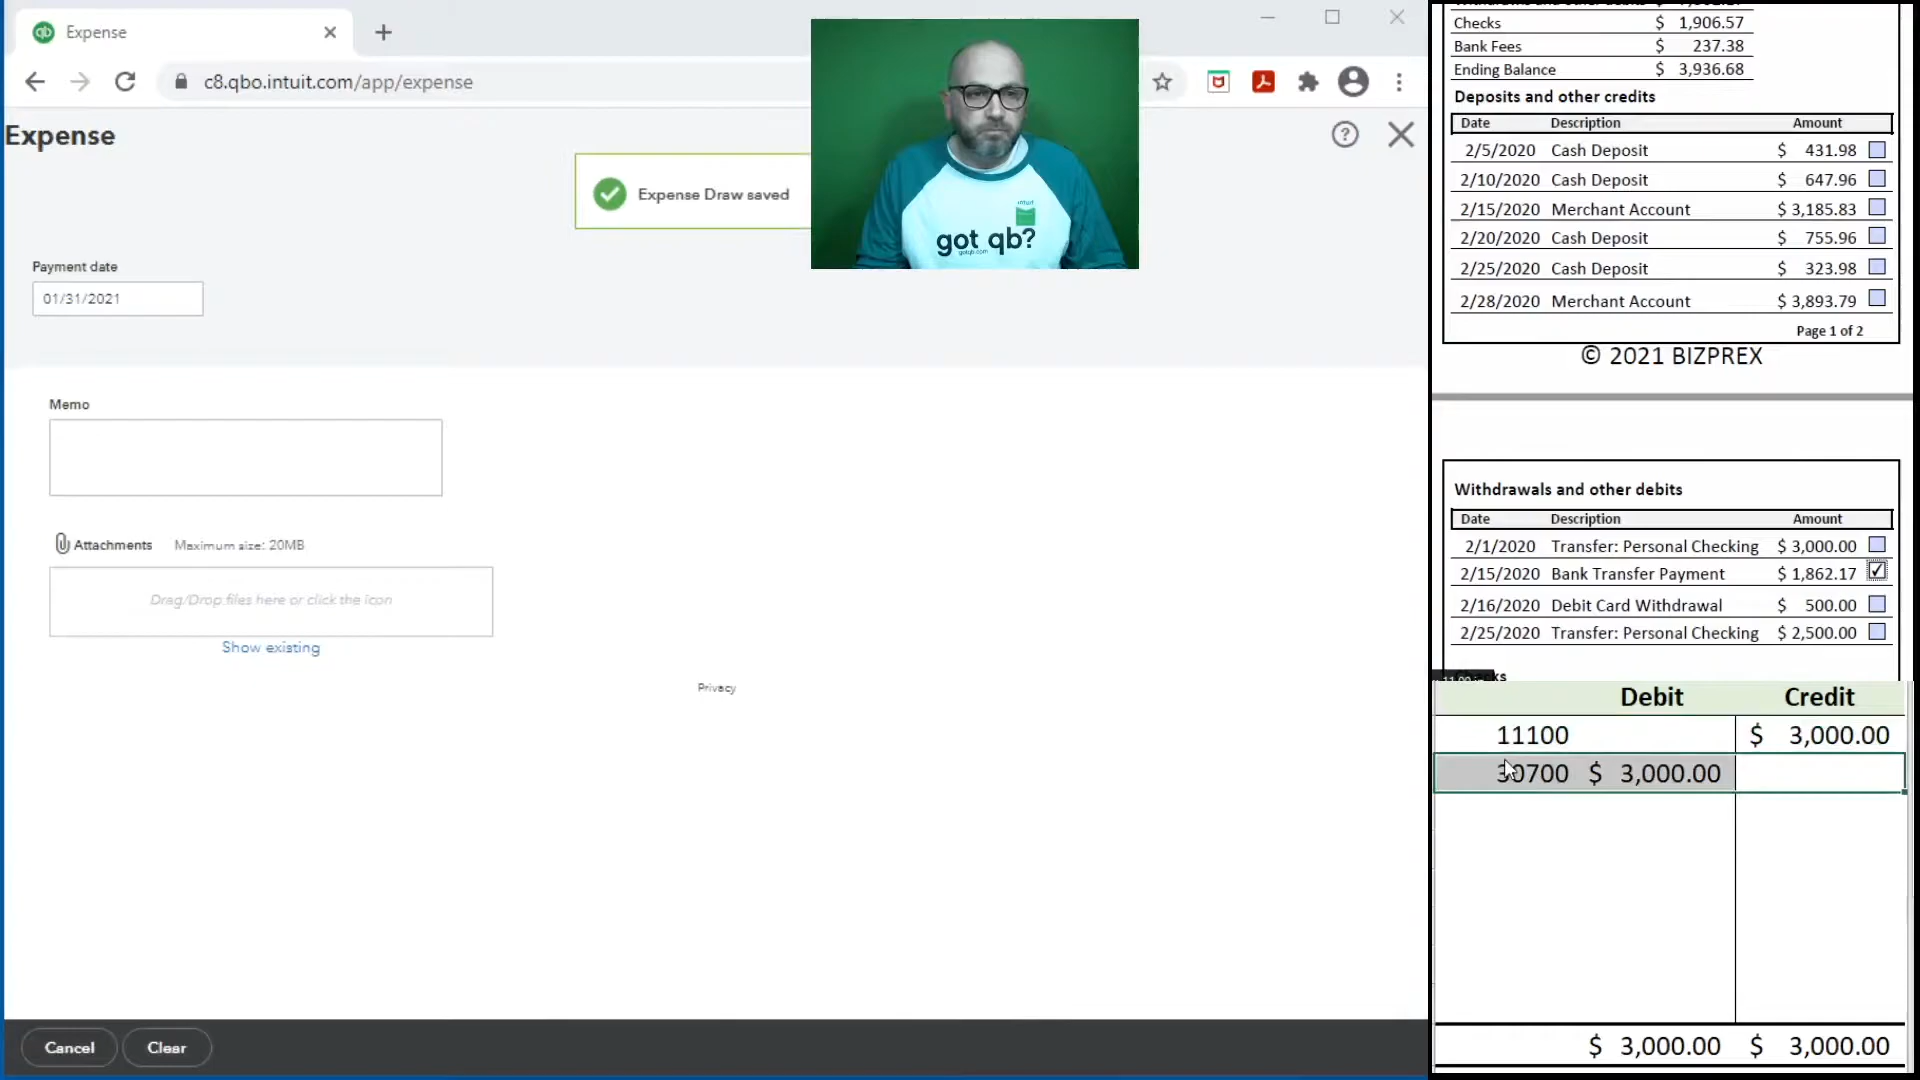 Expense
c8.qbo.intuit.com/app/expense
Expense
Expense Draw saved
intuit
got qb?
Payment date
01/31/2021
Memo
Attachments Maximum size: 20MB
Drag/Drop files here or click the icon
Show existing
Privacy
Cancel
Clear
Checks $ 1,906.57
Bank Fees $ 237.38
Ending Balance $ 3,936.68
Deposits and other credits
Date Description Amount
2/5/2020 Cash Deposit $ 431.98
2/10/2020 Cash Deposit $ 647.96
2/15/2020 Merchant Account $ 3,185.83
2/20/2020 Cash Deposit $ 755.96
2/25/2020 Cash Deposit $ 323.98
2/28/2020 Merchant Account $ 3,893.79
Page 1 of 2
© 2021 BIZPREX
Withdrawals and other debits
Date Description Amount
2/1/2020 Transfer: Personal Checking $ 3,000.00
2/15/2020 Bank Transfer Payment $ 1,862.17
2/16/2020 Debit Card Withdrawal $ 500.00
2/25/2020 Transfer: Personal Checking $ 2,500.00
Debit Credit
11100 $ 3,000.00
30700 $ 3,000.00
$ 3,000.00 $ 3,000.00